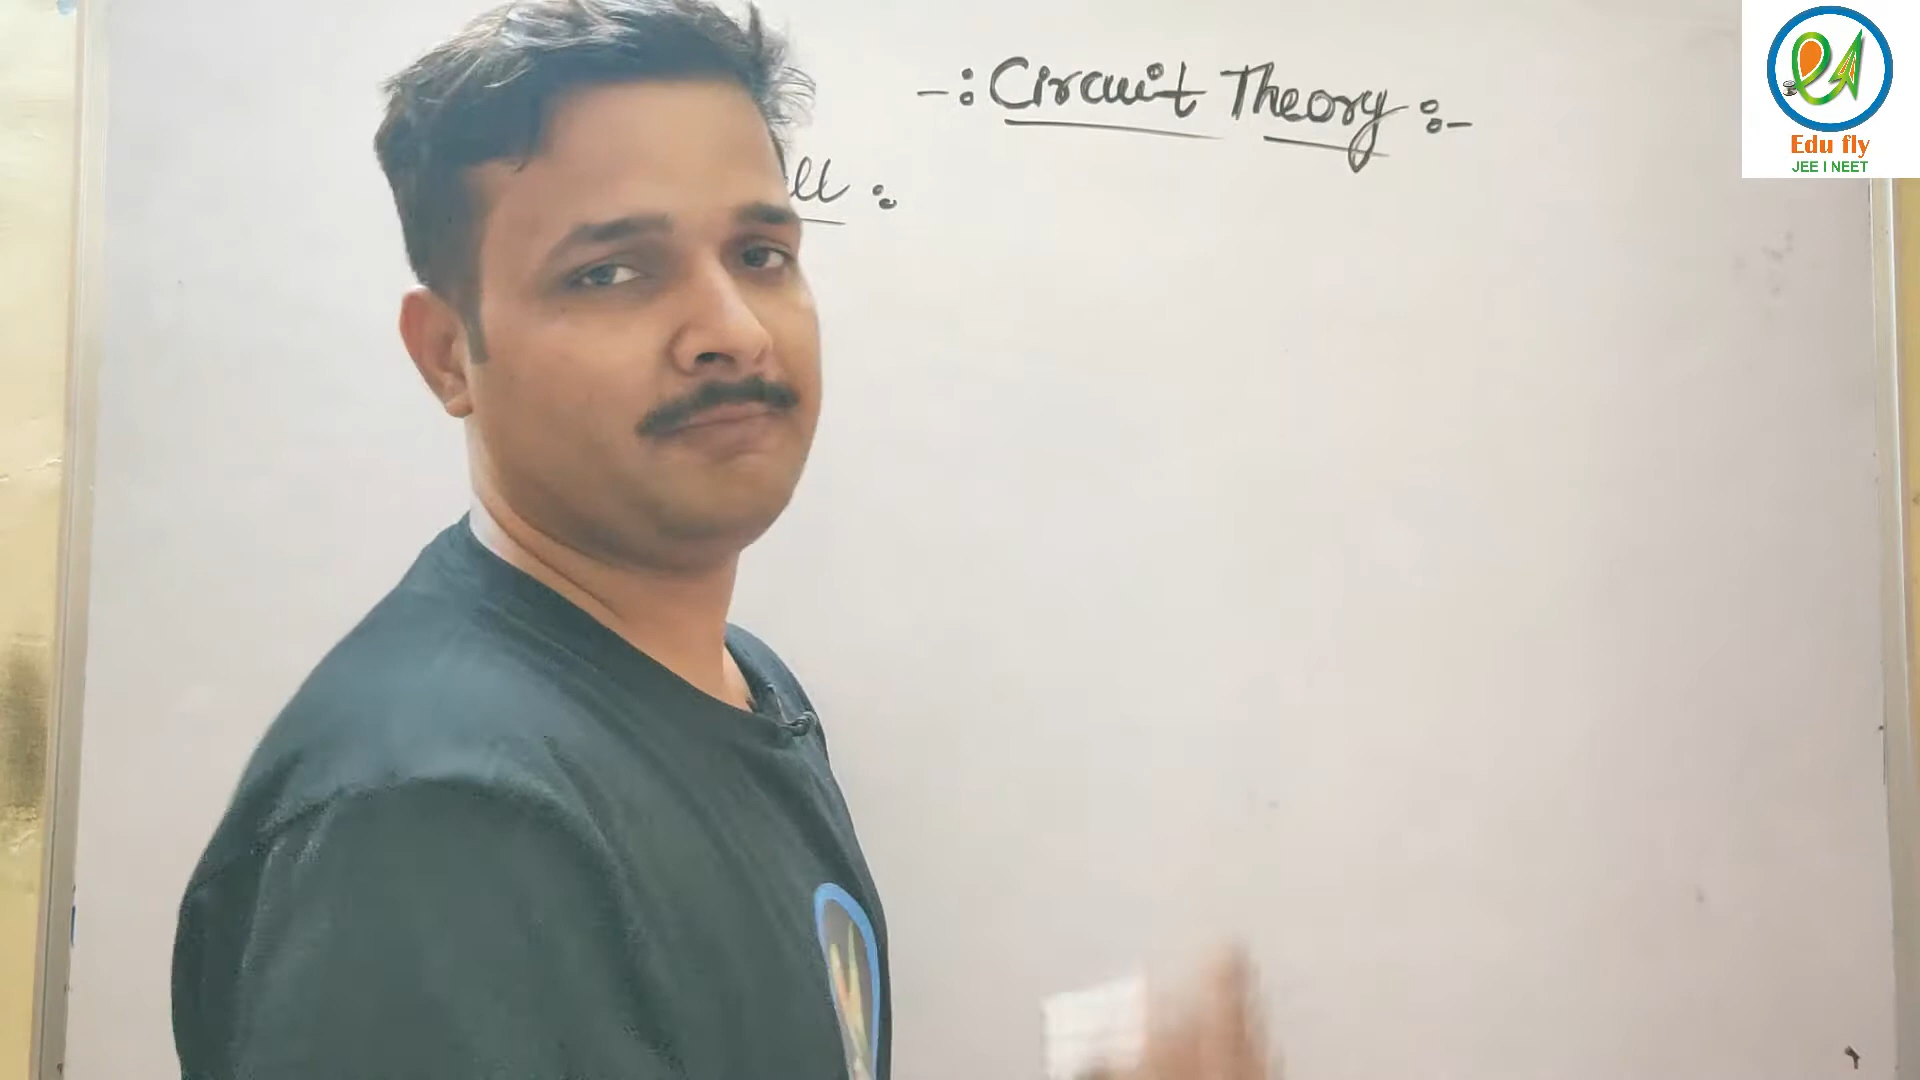 -: Circuit Theory :-
Edu fly
JEE I NEET